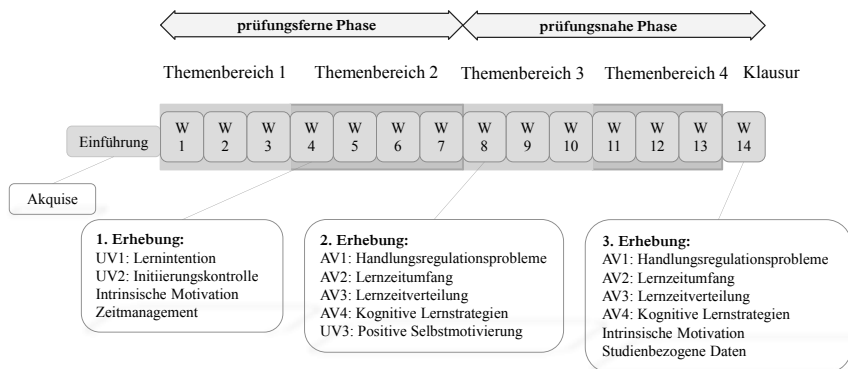 prüfungsferne Phase
prüfungsnahe Phase
Themenbereich 1
Themenbereich 2
Themenbereich 3
Themenbereich 4
Klausur
Einführung
W
1
W
2
W
3
W
4
W
5
W
6
W
7
W
8
W
9
W
10
W
11
W
12
W
13
W
14
Akquise
1. Erhebung:
UV1: Lernintention
UV2: Initiierungskontrolle
Intrinsische Motivation
Zeitmanagement
2. Erhebung:
AV1: Handlungsregulationsprobleme
AV2: Lernzeitumfang
AV3: Lernzeitverteilung
AV4: Kognitive Lernstrategien
UV3: Positive Selbstmotivierung
3. Erhebung:
AV1: Handlungsregulationsprobleme
AV2: Lernzeitumfang
AV3: Lernzeitverteilung
AV4: Kognitive Lernstrategien
Intrinsische Motivation
Studienbezogene Daten